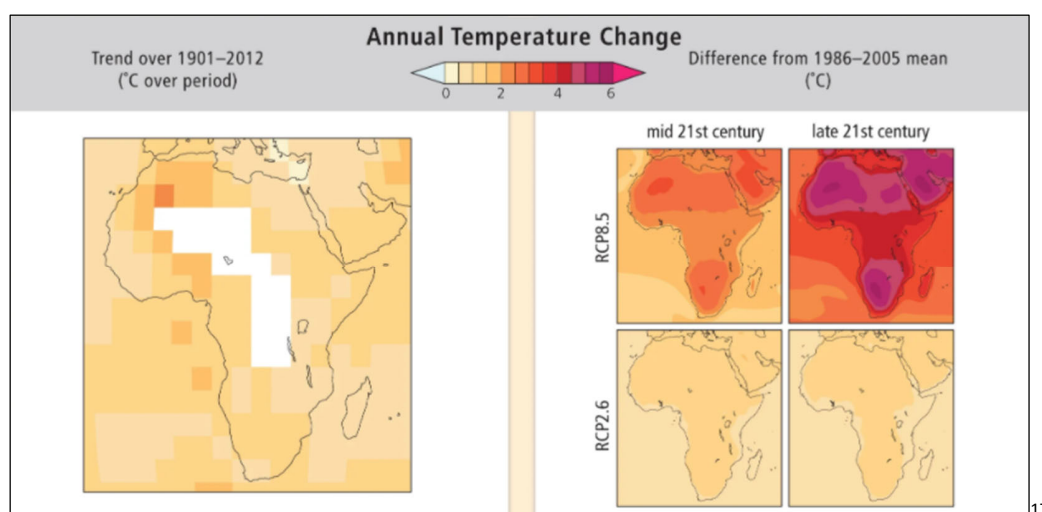 Annual Temperature Change
Trend over 1901–2012
(˚C over period)
0 2 4 6
Difference from 1986–2005 mean
(˚C)
mid 21st century
late 21st century
RCP8.5
RCP2.6